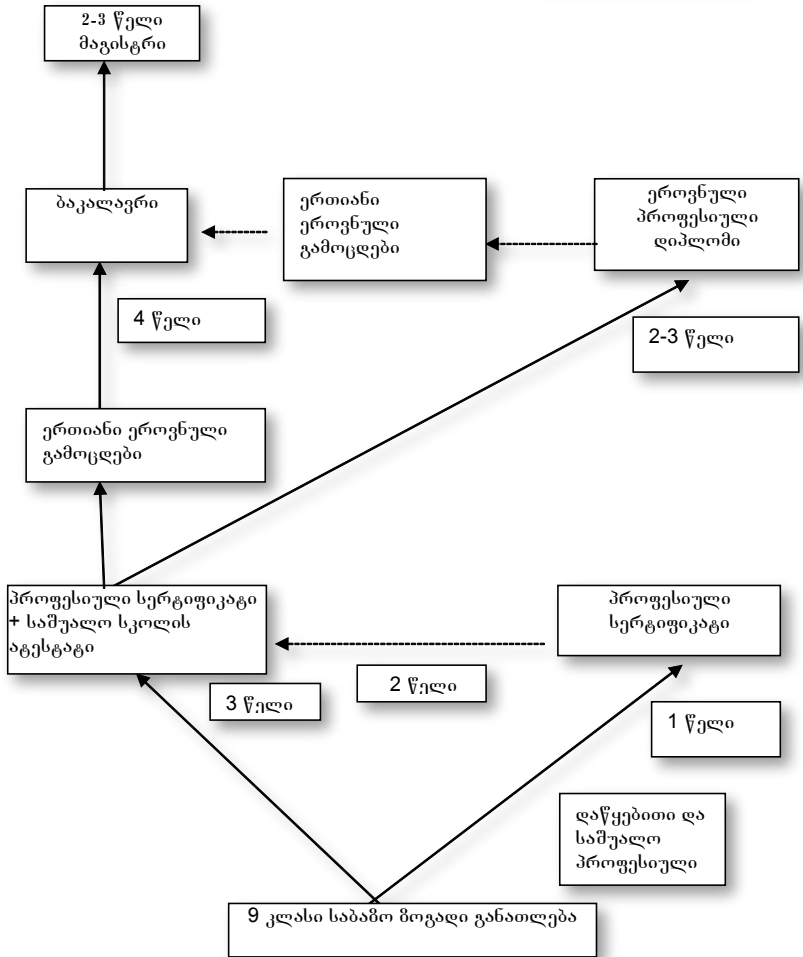 2-3 წელი
მაგისტრი
ბაკალავრი
ერთიანი
ეროვნული
გამოცდები
ეროვნული
პროფესიული
დიპლომი
4 წელი
2-3 წელი
ერთიანი ეროვნული
გამოცდები
პროფესიული სერტიფიკატი
+ საშუალო სკოლის
ატესტატი
პროფესიული
სერტიფიკატი
3 წელი
2 წელი
1 წელი
დაწყებითი და
საშუალო
პროფესიული
9 კლასი საბაზო ზოგადი განათლება